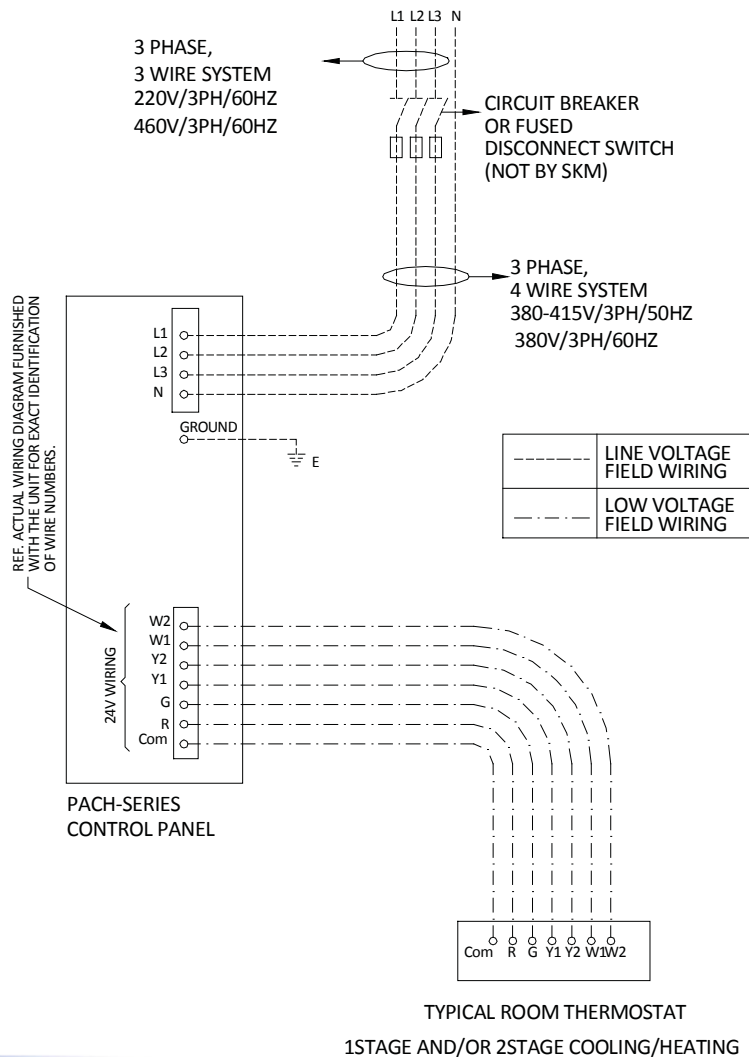 L1 L2 L3 N
3 PHASE,
3 WIRE SYSTEM
220V/3PH/60HZ
460V/3PH/60HZ
CIRCUIT BREAKER
OR FUSED
DISCONNECT SWITCH
(NOT BY SKM)
3 PHASE,
4 WIRE SYSTEM
380-415V/3PH/50HZ
380V/3PH/60HZ
REF. ACTUAL WIRING DIAGRAM FURNISHED
WITH THE UNIT FOR EXACT IDENTIFICATION
OF WIRE NUMBERS.
L1
L2
L3
N
GROUND
E
LINE VOLTAGE
FIELD WIRING
LOW VOLTAGE
FIELD WIRING
24V WIRING
W2
W1
Y2
Y1
G
R
Com
PACH-SERIES
CONTROL PANEL
Com R G Y1 Y2 W1 W2
TYPICAL ROOM THERMOSTAT
1STAGE AND/OR 2STAGE COOLING/HEATING